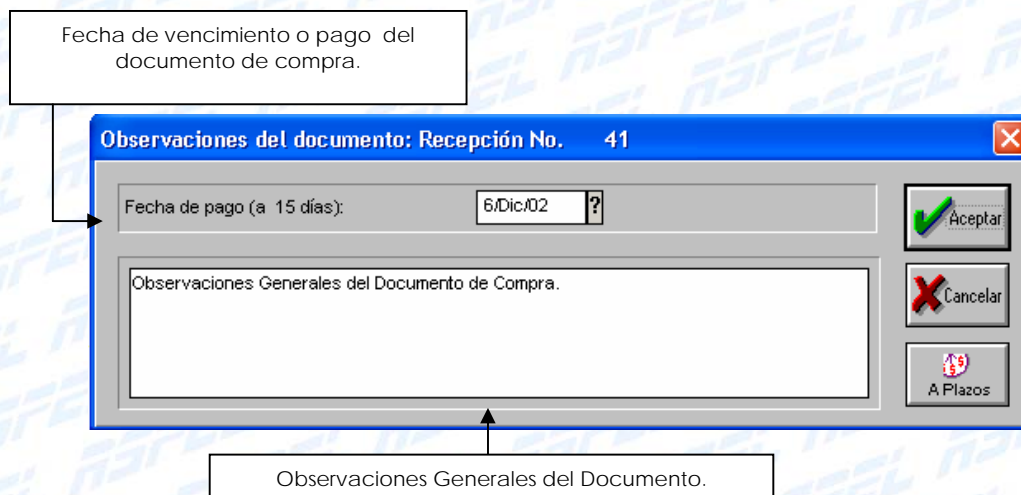 Fecha de vencimiento o pago del
documento de compra.
Observaciones del documento: Recepción No. 41
Fecha de pago (a 15 días):
6/Dic/02
?
Aceptar
Observaciones Generales del Documento de Compra.
Cancelar
A Plazos
Observaciones Generales del Documento.